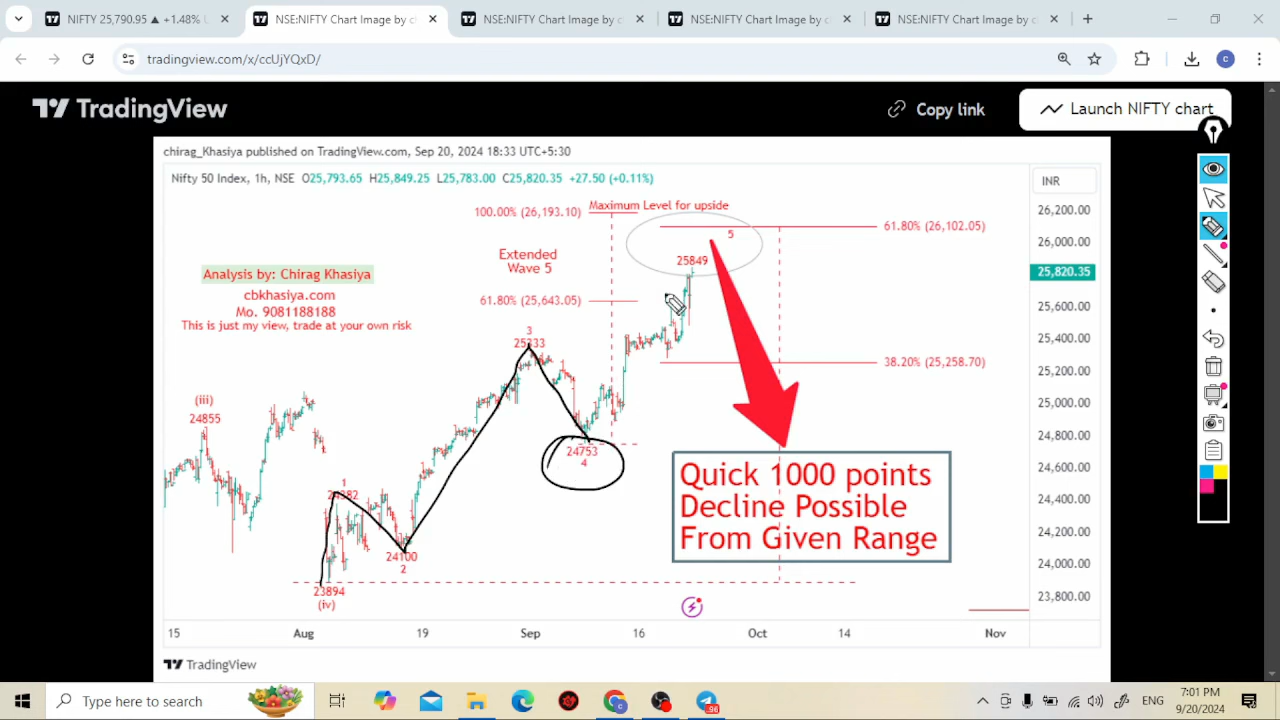 NIFTY 25,790.95 ▲ +1.48%
NSE:NIFTY Chart Image by c
NSE:NIFTY Chart Image by c
NSE:NIFTY Chart Image by c
NSE:NIFTY Chart Image by c
tradingview.com/x/ccUjYQxD/
TradingView
Copy link
Launch NIFTY chart
chirag_Khasiya published on TradingView.com, Sep 20, 2024 18:33 UTC+5:30
Nifty 50 Index, 1h, NSE O25,793.65 H25,849.25 L25,783.00 C25,820.35 +27.50 (+0.11%)
INR
Maximum Level for upside
100.00% (26,193.10)
26,200.00
61.80% (26,102.05)
5
26,000.00
Extended
Wave 5
25849
Analysis by: Chirag Khasiya
25,820.35
cbkhasiya.com
61.80% (25,643.05)
25,600.00
Mo. 9081188188
This is just my view, trade at your own risk
3
25333
25,400.00
38.20% (25,258.70)
25,200.00
(iii)
24855
25,000.00
24,800.00
24753
4
24,600.00
1
24382
24,400.00
Quick 1000 points
Decline Possible
From Given Range
24,200.00
24100
2
24,000.00
23894
(iv)
23,800.00
15
Aug
19
Sep
16
Oct
14
Nov
TradingView
Type here to search
96
ENG
7:01 PM
9/20/2024